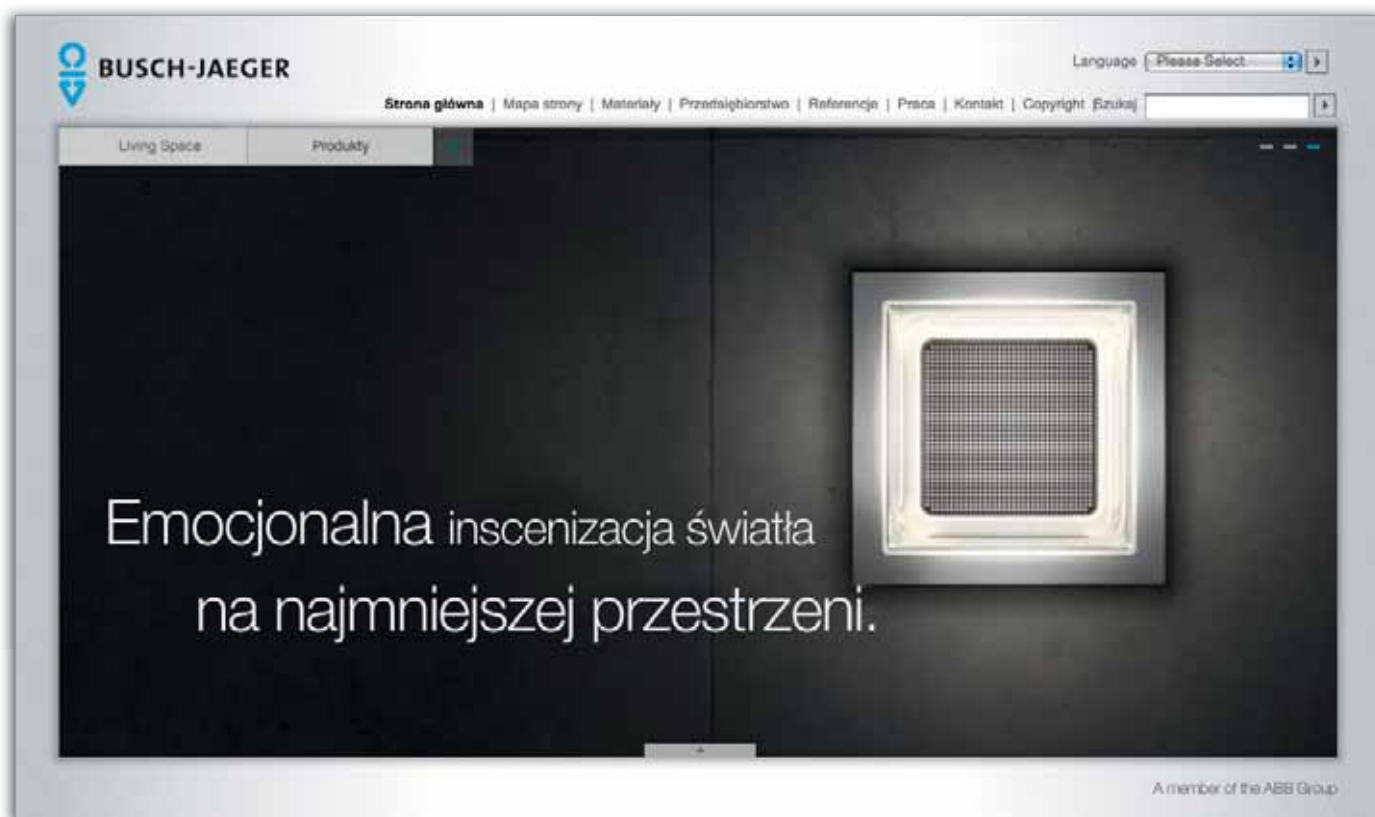 BUSCH-JAEGER
Language Please Select
Strona główna | Mapa strony | Materiały | Przedsiębiorstwo | Referencje | Praca | Kontakt | Copyright Szukaj
Living Space Produkty
Emocjonalna inscenizacja światła
na najmniejszej przestrzeni.
A member of the ABB Group